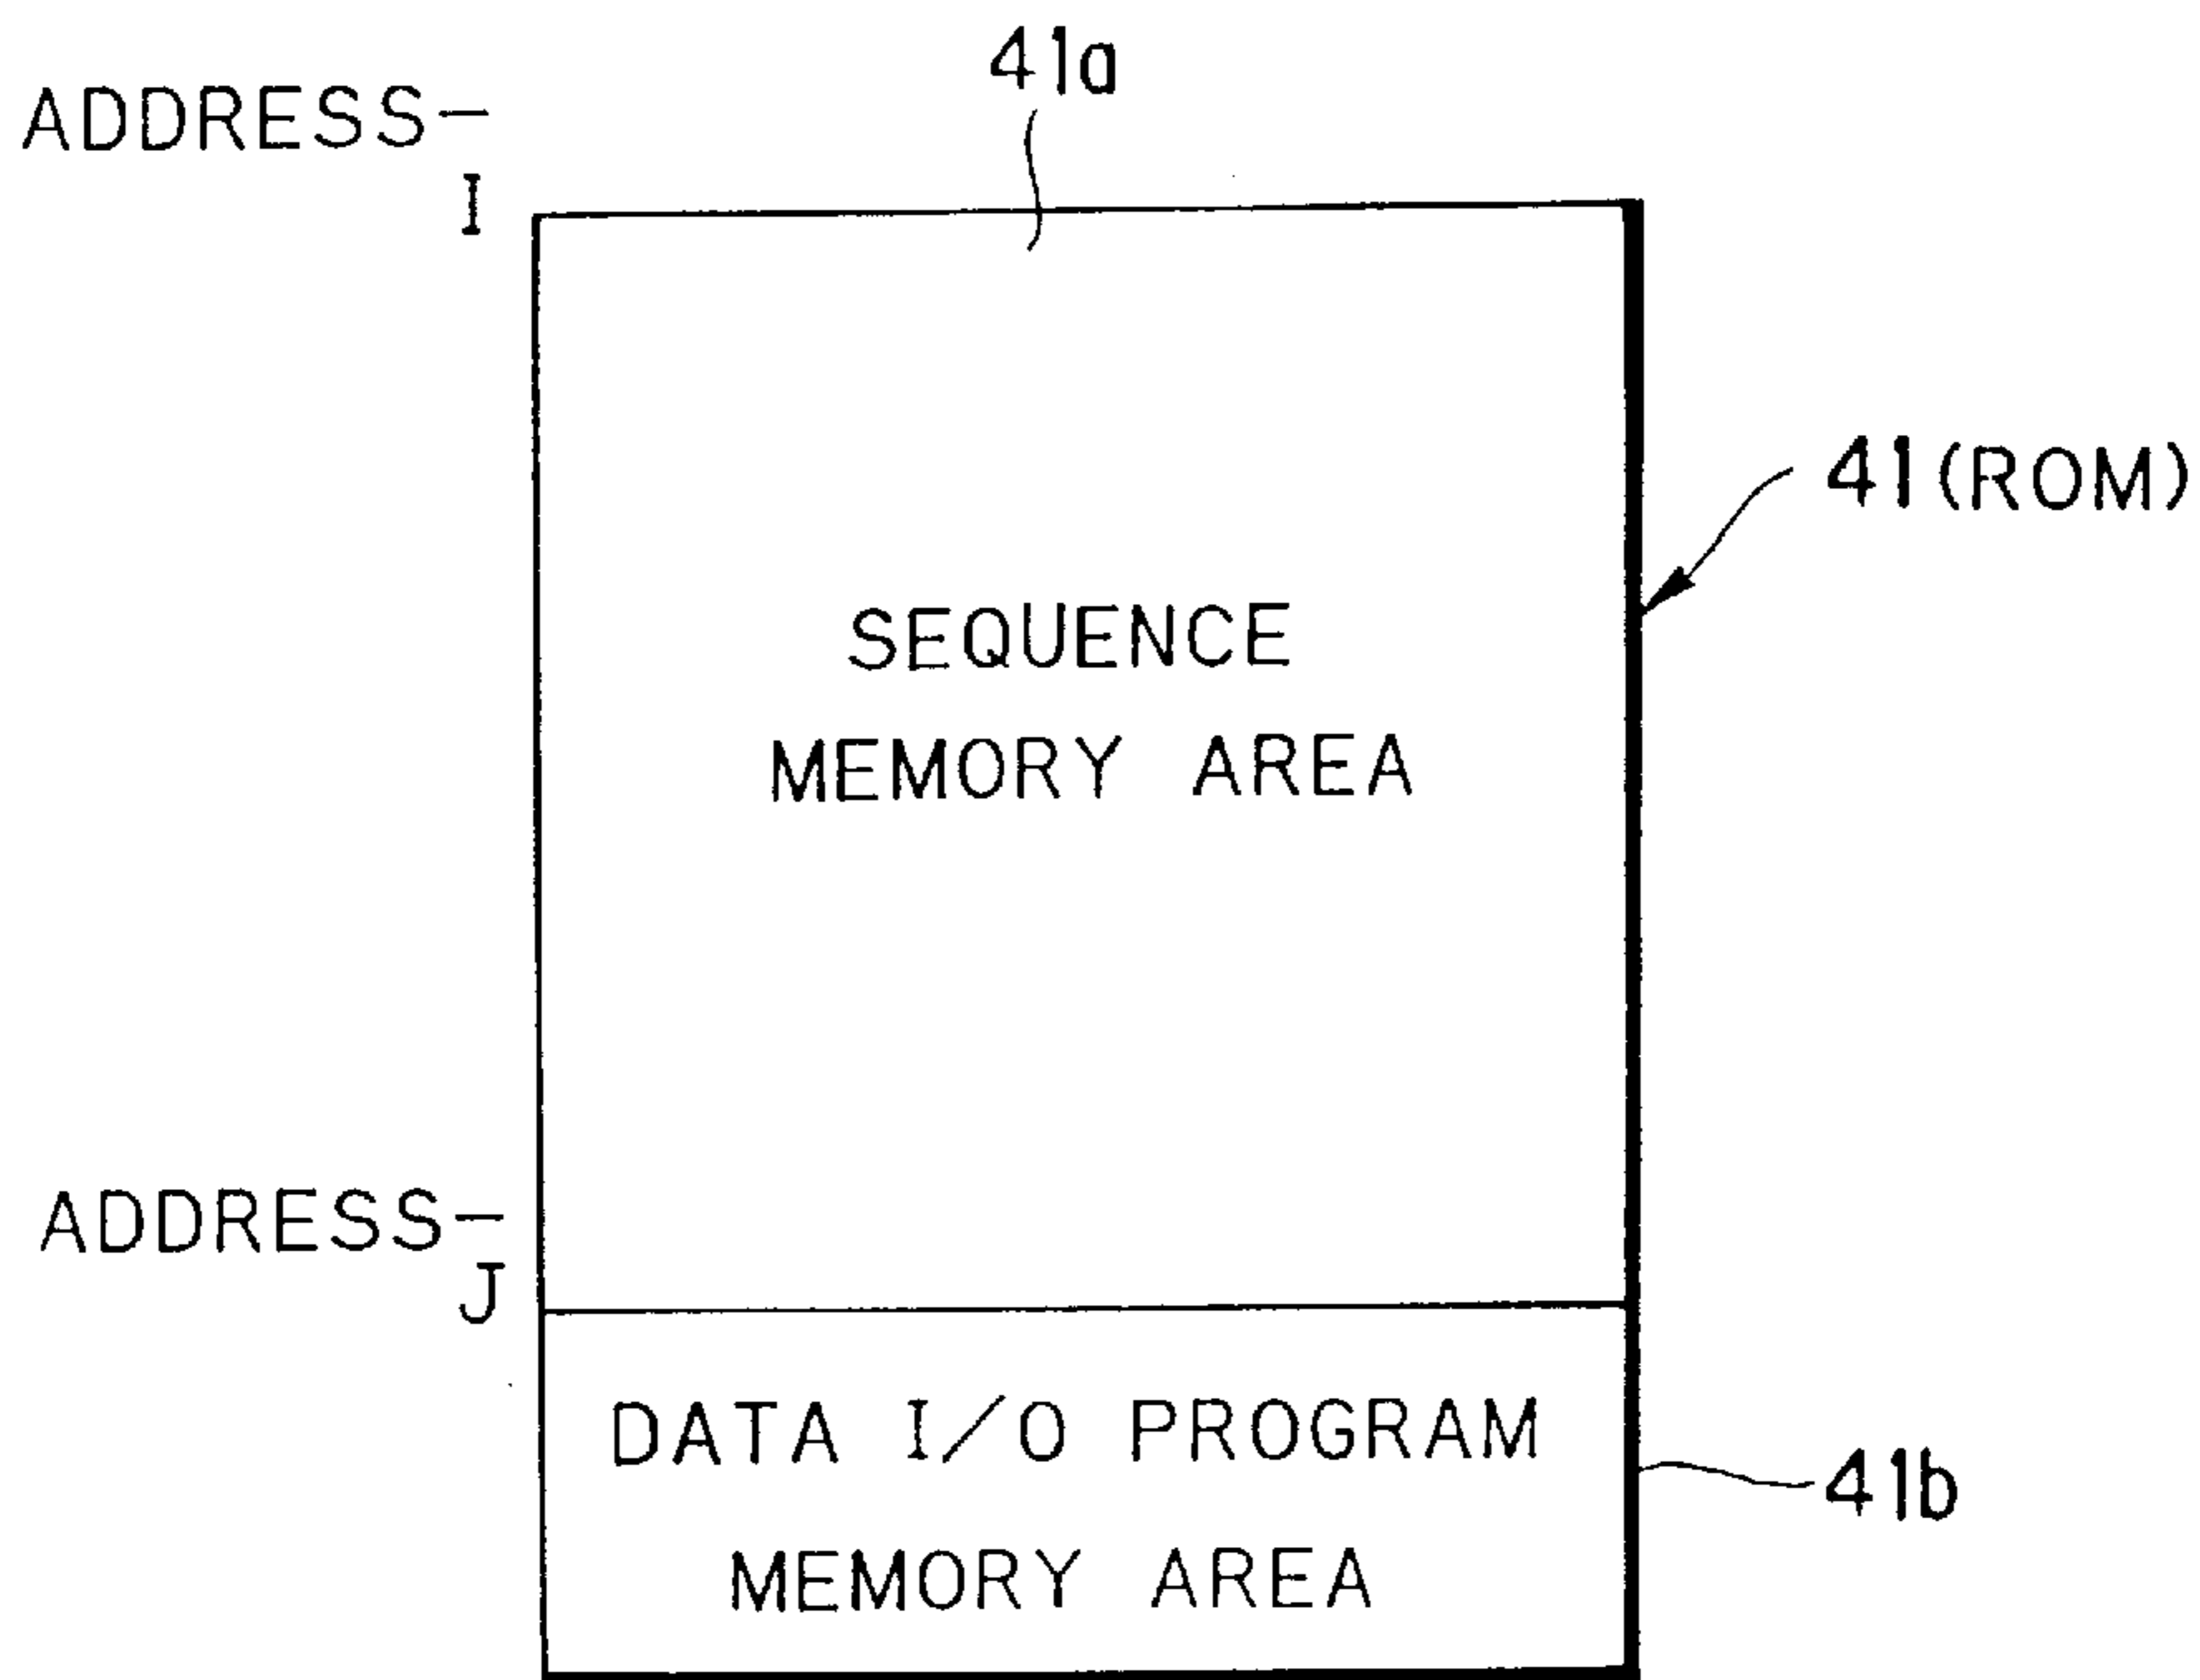 41a
ADDRESS-
I
41(ROM)
SEQUENCE
MEMORY AREA
ADDRESS-
J
DATA I/O PROGRAM
MEMORY AREA
41b